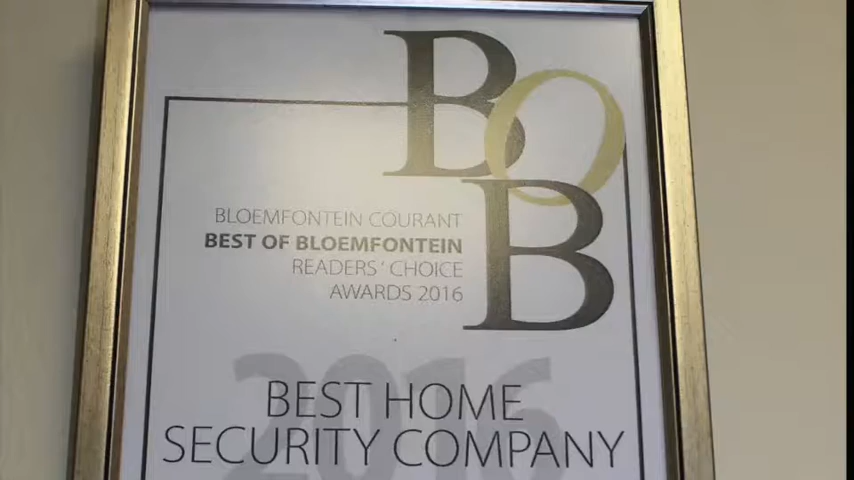 BOB
BLOEMFONTEIN COURANT
BEST OF BLOEMFONTEIN
READERS' CHOICE
AWARDS 2016
2016
BEST HOME
SECURITY COMPANY